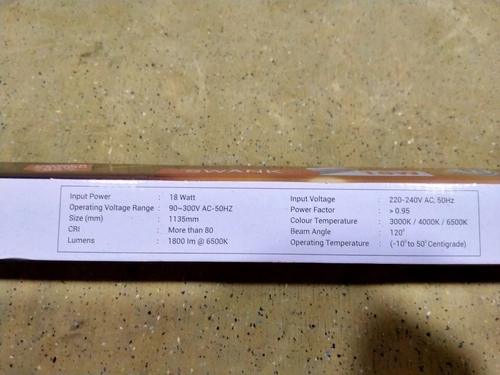 SWANK
Input Power : 18 Watt
Operating Voltage Range : 90~300V AC-50HZ
Size (mm) : 1135mm
CRI : More than 80
Lumens : 1800 lm @ 6500K
Input Voltage : 220-240V AC, 50Hz
Power Factor : > 0.95
Colour Temperature : 3000K / 4000K / 6500K
Beam Angle : 120°
Operating Temperature : (-10° to 50° Centigrade)